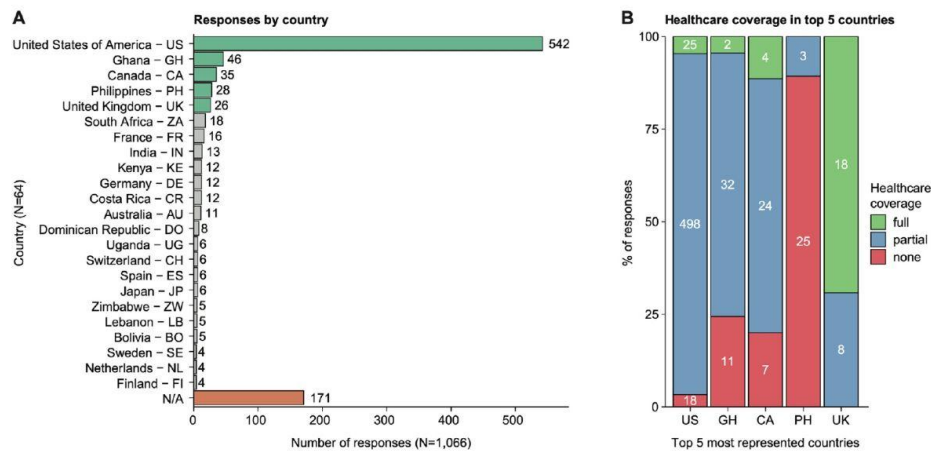 A
Responses by country
United States of America – US 542
Ghana – GH 46
Canada – CA 35
Philippines – PH 28
United Kingdom – UK 26
South Africa – ZA 18
France – FR 16
India – IN 13
Kenya – KE 12
Germany – DE 12
Costa Rica – CR 12
Australia – AU 11
Dominican Republic – DO 8
Uganda – UG 6
Switzerland – CH 6
Spain – ES 6
Japan – JP 6
Zimbabwe – ZW 5
Lebanon – LB 5
Bolivia – BO 5
Sweden – SE 4
Netherlands – NL 4
Finland – FI 4
N/A 171
Country (N=64)
0 100 200 300 400 500
Number of responses (N=1,066)
B
Healthcare coverage in top 5 countries
100
75
50
25
0
% of responses
25 2 4 3
18
498 32 24 25
18 11 7 8
US GH CA PH UK
Top 5 most represented countries
Healthcare
coverage
full
partial
none